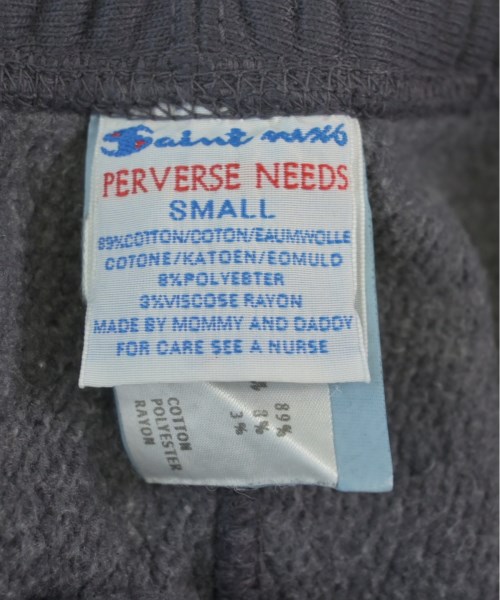 Saint mxxxxxx
PERVERSE NEEDS
SMALL
89%COTTON/COTON/EAUMWOLLE
COTONE/KATOEN/EOMULD
8%POLYESTER
3%VISCOSE RAYON
MADE BY MOMMY AND DADDY
FOR CARE SEE A NURSE
COTTON 89%
POLYESTER 8%
RAYON 3%